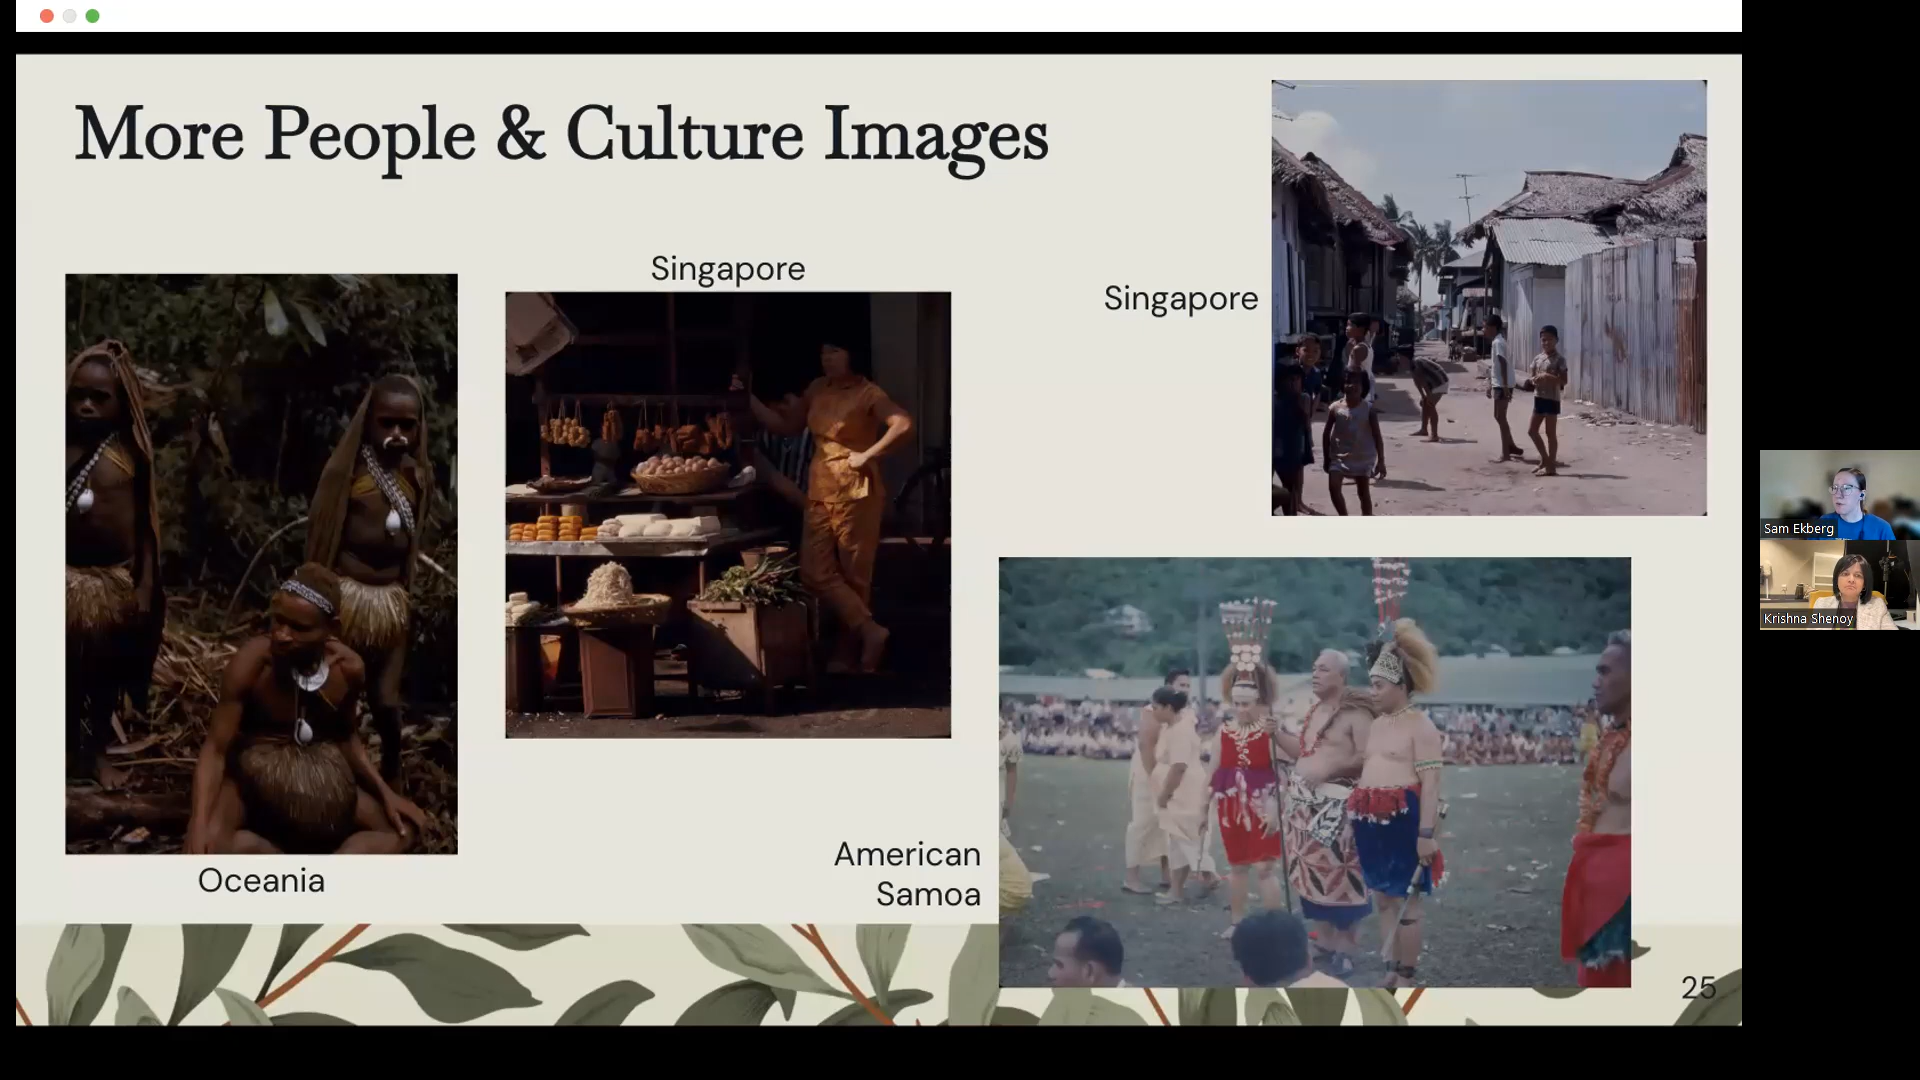 More People & Culture Images
Singapore
Singapore
Oceania
American
Samoa
25
Sam Ekberg
Krishna Shenoy